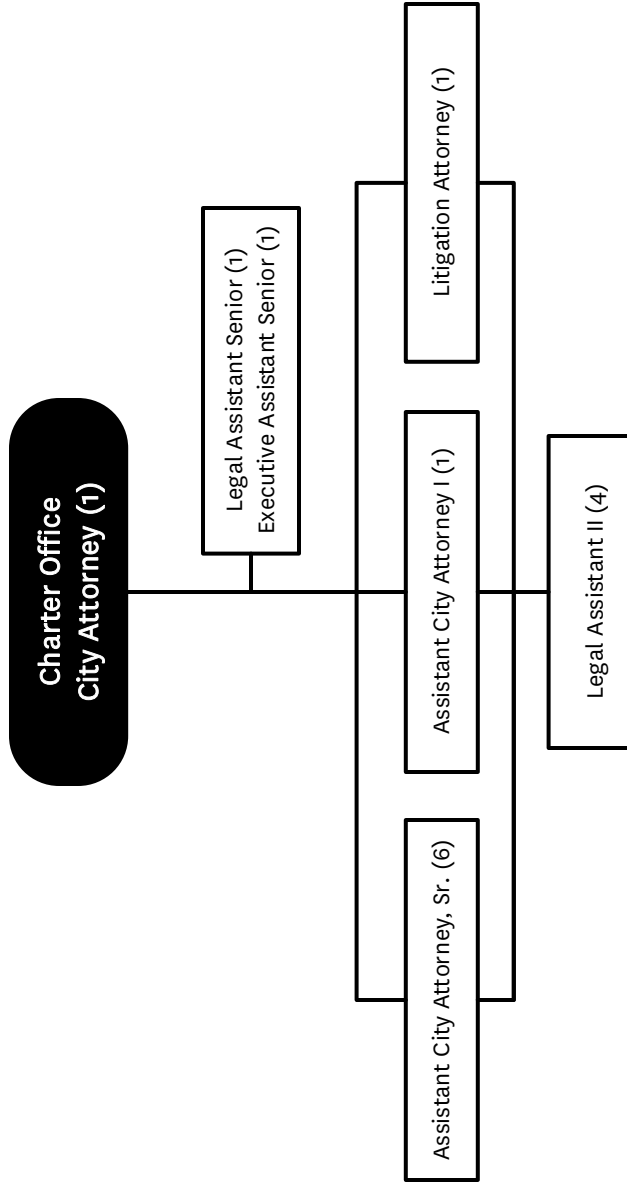 Charter Office
City Attorney (1)
Legal Assistant Senior (1)
Executive Assistant Senior (1)
Assistant City Attorney, Sr. (6)
Assistant City Attorney I (1)
Litigation Attorney (1)
Legal Assistant II (4)